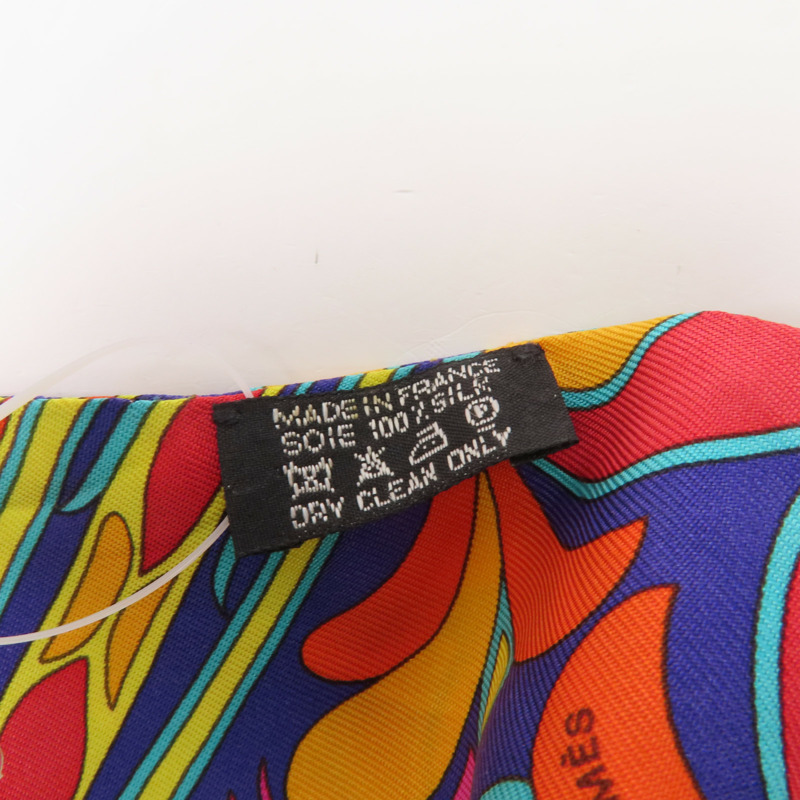 MADE IN FRANCE
SOIE 100% SILK
DRY CLEAN ONLY
MÈS